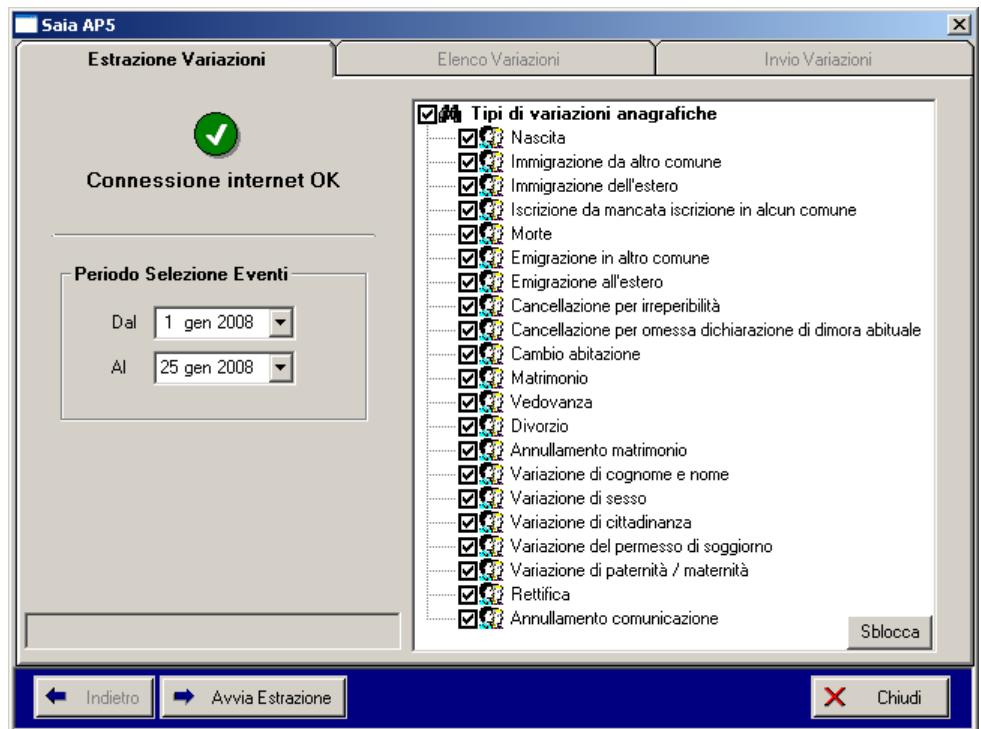 Saia AP5
Estrazione Variazioni
Elenco Variazioni
Invio Variazioni
Connessione internet OK
Periodo Selezione Eventi
Dal 1 gen 2008
Al 25 gen 2008
Tipi di variazioni anagrafiche
Nascita
Immigrazione da altro comune
Immigrazione dell'estero
Iscrizione da mancata iscrizione in alcun comune
Morte
Emigrazione in altro comune
Emigrazione all'estero
Cancellazione per irreperibilità
Cancellazione per omessa dichiarazione di dimora abituale
Cambio abitazione
Matrimonio
Vedovanza
Divorzio
Annullamento matrimonio
Variazione di cognome e nome
Variazione di sesso
Variazione di cittadinanza
Variazione del permesso di soggiorno
Variazione di paternità / maternità
Rettifica
Annullamento comunicazione
Sblocca
Indietro
Avvia Estrazione
Chiudi